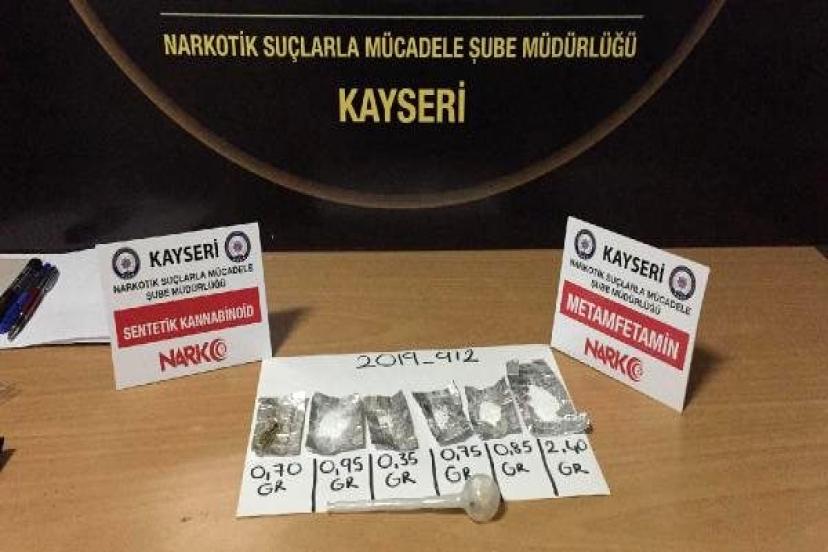 NARKOTİK SUÇLARLA MÜCADELE ŞUBE MÜDÜRLÜĞÜ
KAYSERİ
KAYSERİ
NARKOTİK SUÇLARLA MÜCADELE
ŞUBE MÜDÜRLÜĞÜ
SENTETİK KANNABİNOİD
NARKO
KAYSERİ
NARKOTİK SUÇLARLA MÜCADELE
ŞUBE MÜDÜRLÜĞÜ
METAMFETAMİN
NARKO
2019_912
0,70 GR
0,95 GR
0,35 GR
0,75 GR
0,85 GR
2.40 GR